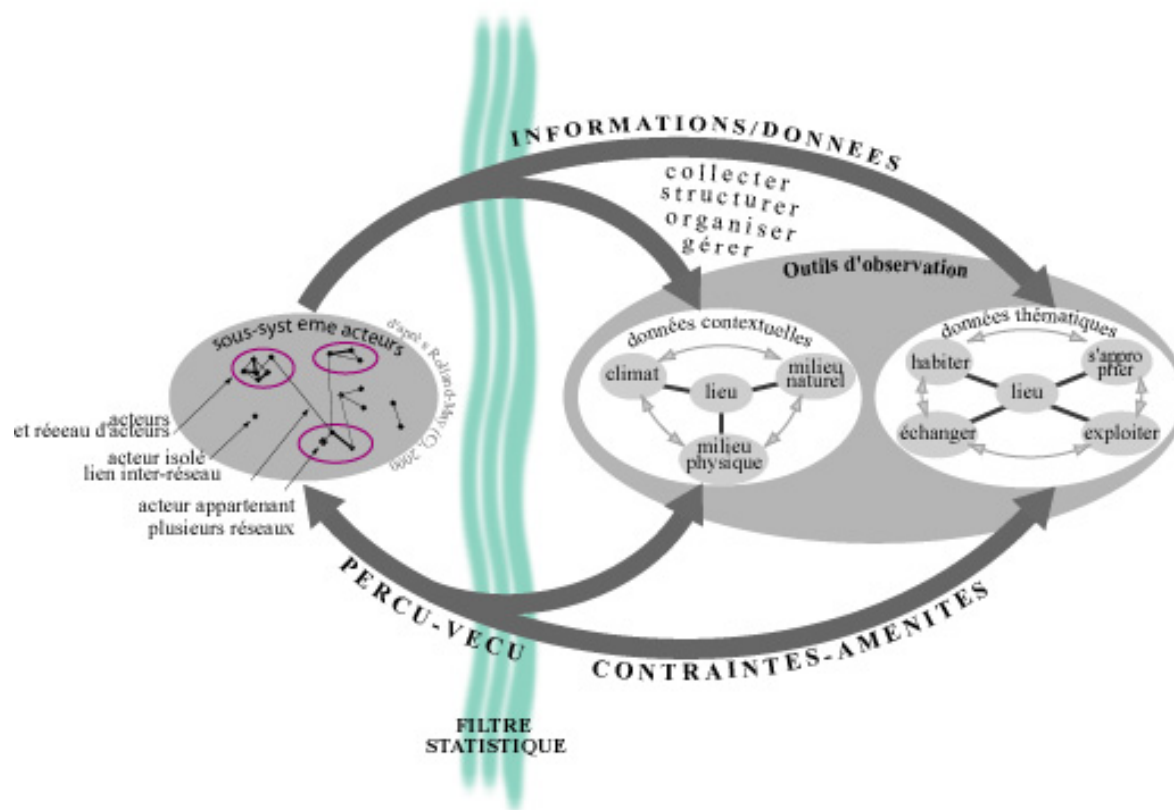 INFORMATIONS/DONNEES
collecter
structurer
organiser
gérer
Outils d'observation
sous-syst eme acteurs
d'aprè s Rolland-May (C), 2000
acteurs
et réeeau d'acteurs
acteur isolé
lien inter-réseau
acteur appartenant
plusieurs réseaux
données contextuelles
climat
lieu
milieu
naturel
milieu
physique
données thématiques
habiter
s'appro
prier
lieu
échanger
exploiter
PERCU-VECU
CONTRAINTES-AMENITES
FILTRE
STATISTIQUE